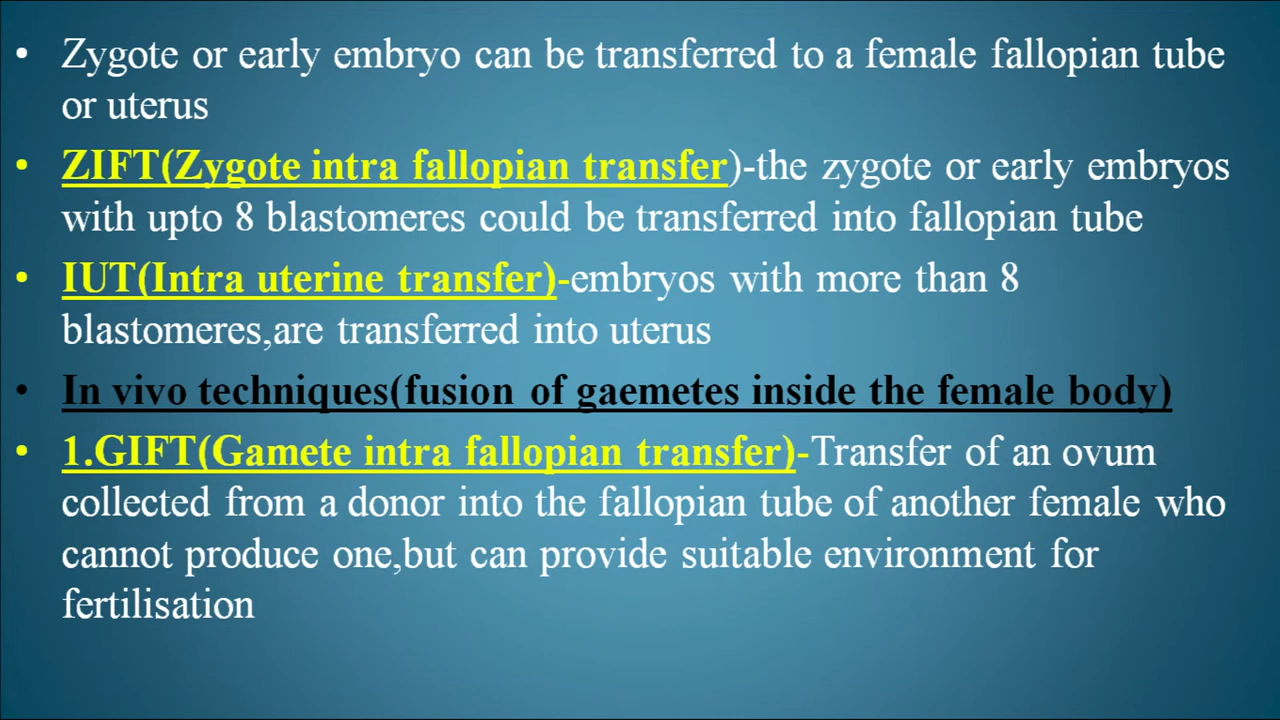 • Zygote or early embryo can be transferred to a female fallopian tube
or uterus
• ZIFT(Zygote intra fallopian transfer)-the zygote or early embryos
with upto 8 blastomeres could be transferred into fallopian tube
• IUT(Intra uterine transfer)-embryos with more than 8
blastomeres,are transferred into uterus
• In vivo techniques(fusion of gaemetes inside the female body)
• 1.GIFT(Gamete intra fallopian transfer)-Transfer of an ovum
collected from a donor into the fallopian tube of another female who
cannot produce one,but can provide suitable environment for
fertilisation